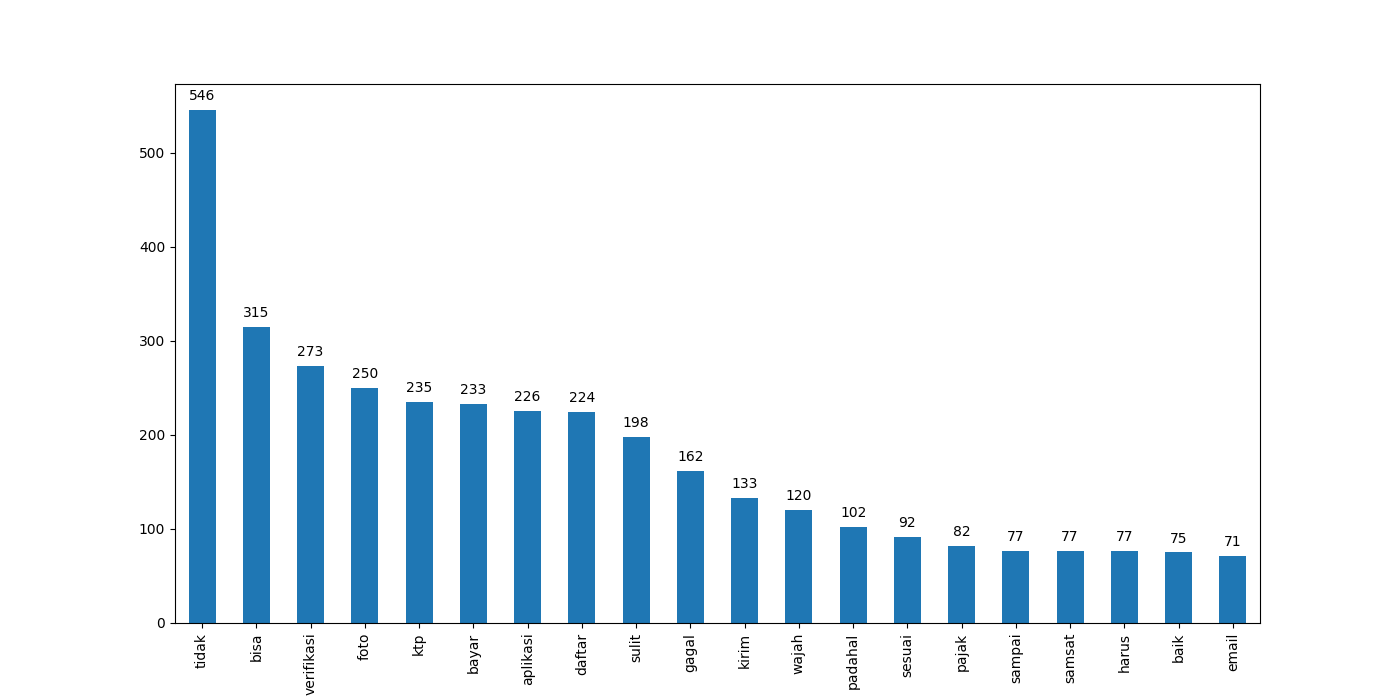 546
500
400
315
300
273
250
235
233
226
224
200
198
162
133
120
102
100
92
82
77
77
77
75
71
0
tidak
bisa
verifikasi
foto
ktp
bayar
aplikasi
daftar
sulit
gagal
kirim
wajah
padahal
sesuai
pajak
sampai
samsat
harus
baik
email